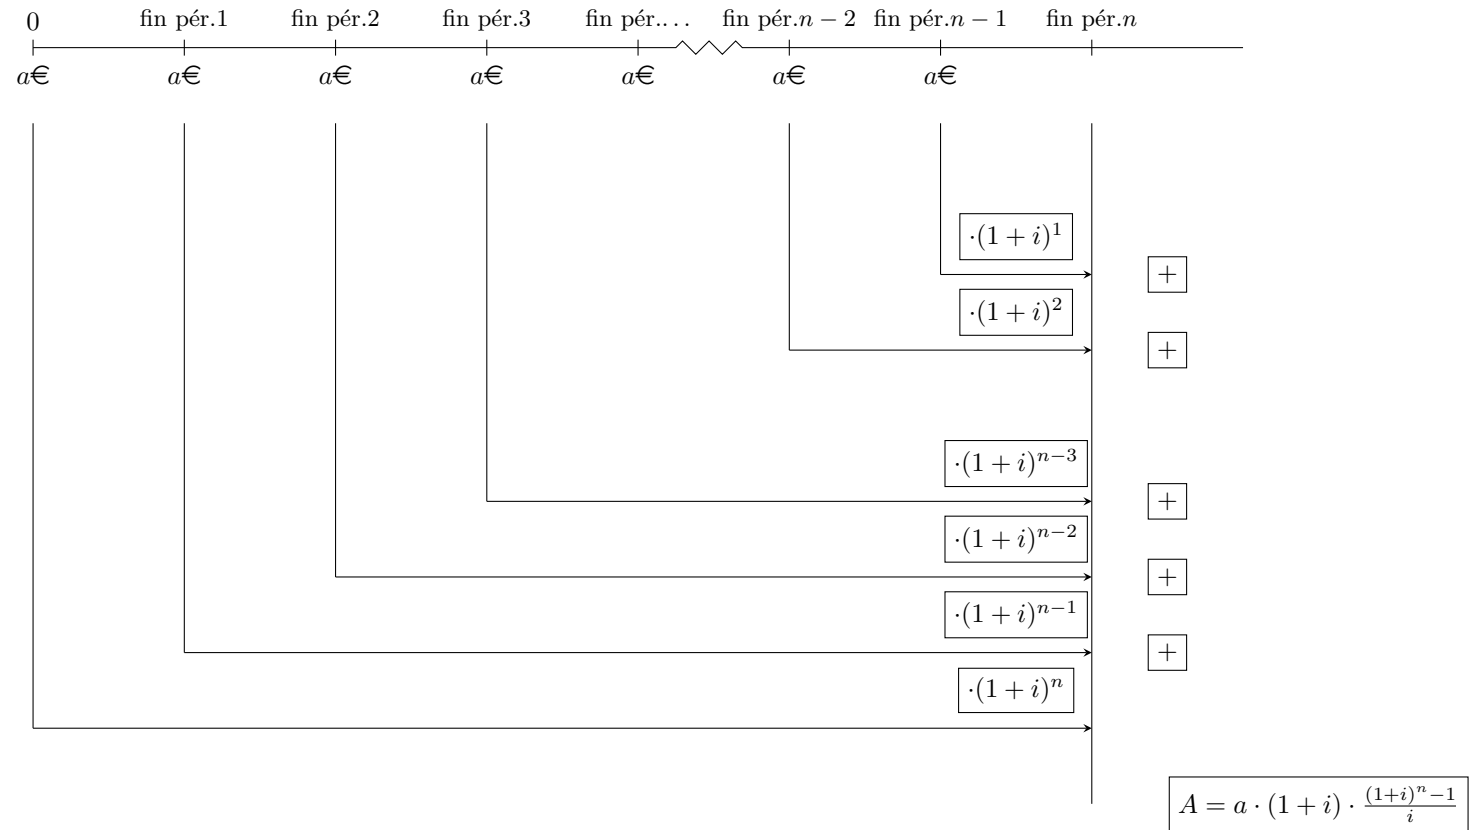 0 fin pér.1 fin pér.2 fin pér.3 fin pér.... fin pér.n − 2 fin pér.n − 1 fin pér.n
a€ a€ a€ a€ a€ a€ a€
·(1 + i)^1
+
·(1 + i)^2
+
·(1 + i)^{n−3}
+
·(1 + i)^{n−2}
+
·(1 + i)^{n−1}
+
·(1 + i)^n
A = a · (1 + i) · \frac{(1+i)^n−1}{i}